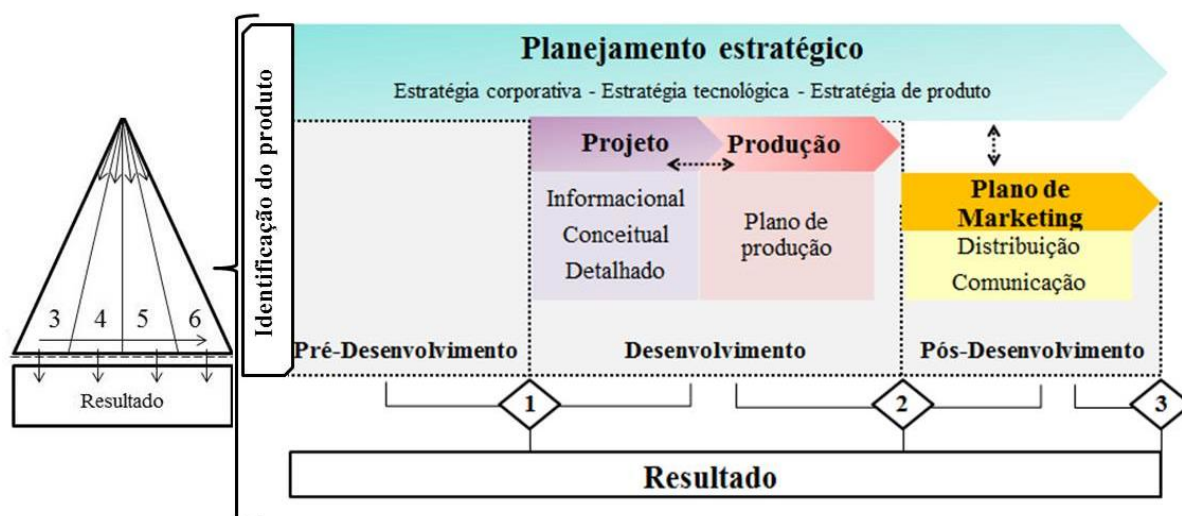 3 4 5 6
Resultado
Identificação do produto
Planejamento estratégico
Estratégia corporativa - Estratégia tecnológica - Estratégia de produto
Projeto
Informacional
Conceitual
Detalhado
Produção
Plano de
produção
Plano de
Marketing
Distribuição
Comunicação
Pré-Desenvolvimento
Desenvolvimento
Pós-Desenvolvimento
1
2
3
Resultado